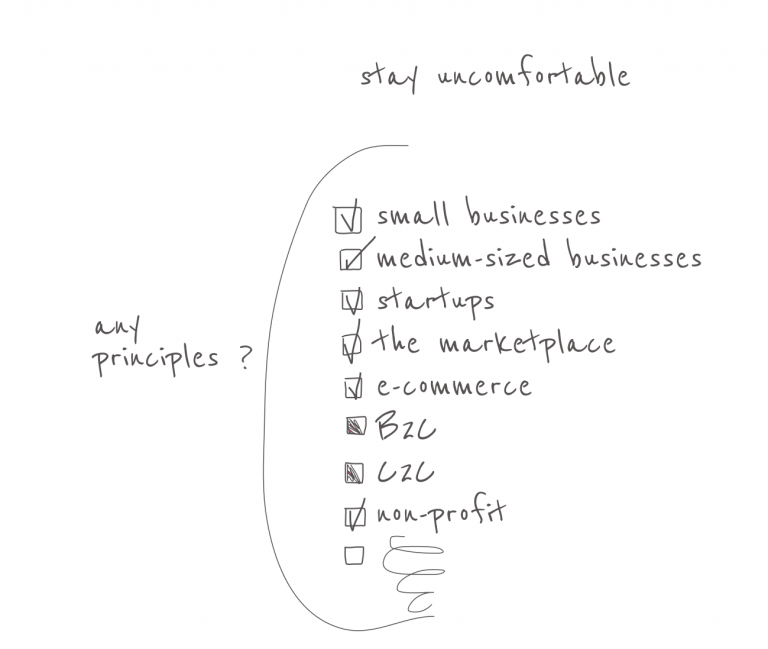 stay uncomfortable
small businesses
medium-sized businesses
startups
any
principles ?
the marketplace
e-commerce
B2C
C2C
non-profit